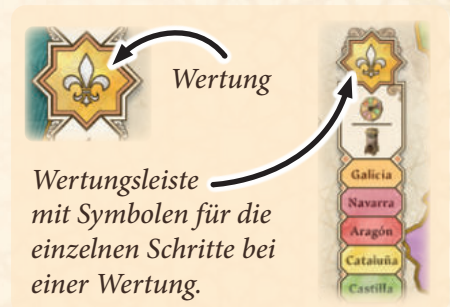 Wertung
Wertungsleiste
mit Symbolen für die
einzelnen Schritte bei
einer Wertung.
Galicia
Navarra
Aragón
Cataluña
Castilla